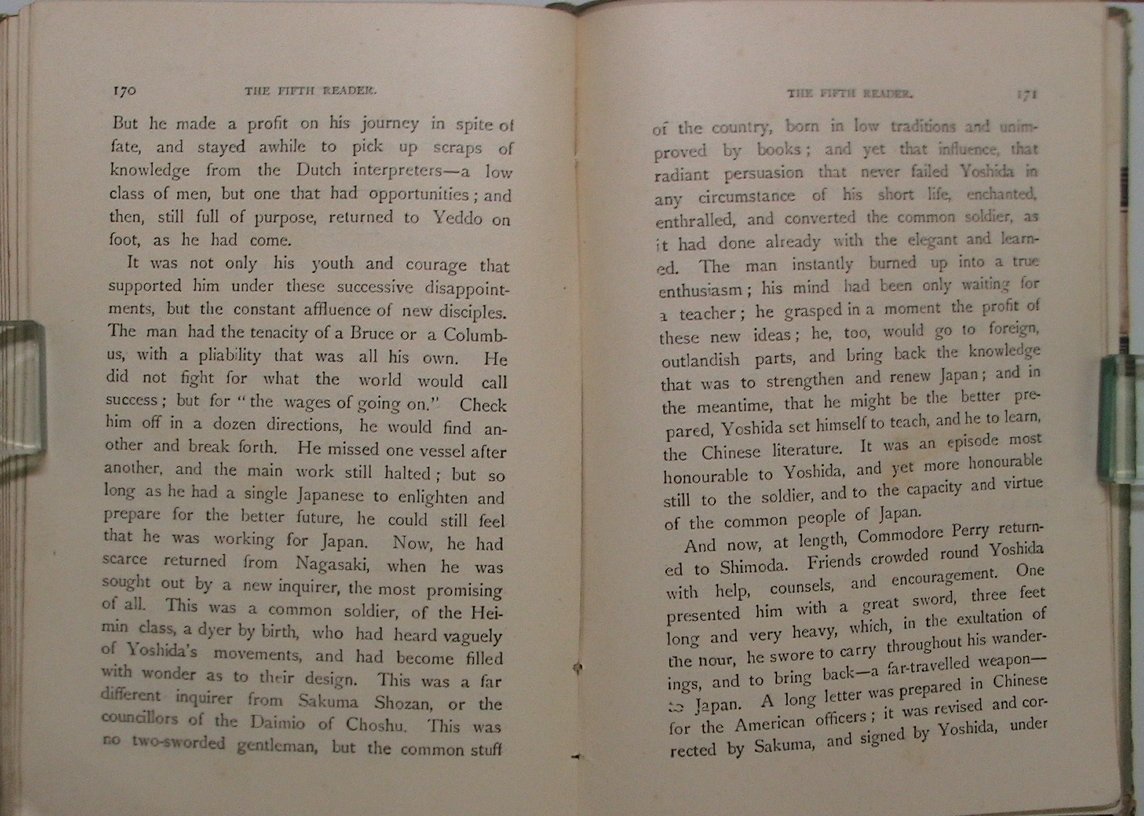 170
THE FIFTH READER.
But he made a profit on his journey in spite of
fate, and stayed awhile to pick up scraps of
knowledge from the Dutch interpreters—a low
class of men, but one that had opportunities; and
then, still full of purpose, returned to Yeddo on
foot, as he had come.
It was not only his youth and courage that
supported him under these successive disappoint-
ments, but the constant affluence of new disciples.
The man had the tenacity of a Bruce or a Columb-
us, with a pliability that was all his own. He
did not fight for what the world would call
success; but for "the wages of going on." Check
him off in a dozen directions, he would find an-
other and break forth. He missed one vessel after
another, and the main work still halted; but so
long as he had a single Japanese to enlighten and
prepare for the better future, he could still feel
that he was working for Japan. Now, he had
scarce returned from Nagasaki, when he was
sought out by a new inquirer, the most promising
of all. This was a common soldier, of the Hei-
min class, a dyer by birth, who had heard vaguely
of Yoshida's movements, and had become filled
with wonder as to their design. This was a far
different inquirer from Sakuma Shozan, or the
councillors of the Daimio of Choshu. This was
no two-sworded gentleman, but the common stuff
THE FIFTH READER.
171
of the country, born in low traditions and unim-
proved by books; and yet that influence, that
radiant persuasion that never failed Yoshida in
any circumstance of his short life, enchanted,
enthralled, and converted the common soldier, as
it had done already with the elegant and learn-
ed. The man instantly burned up into a true
enthusiasm; his mind had been only waiting for
a teacher; he grasped in a moment the profit of
these new ideas; he, too, would go to foreign,
outlandish parts, and bring back the knowledge
that was to strengthen and renew Japan; and in
the meantime, that he might be the better pre-
pared, Yoshida set himself to teach, and he to learn,
the Chinese literature. It was an episode most
honourable to Yoshida, and yet more honourable
still to the soldier, and to the capacity and virtue
of the common people of Japan.
And now, at length, Commodore Perry return-
ed to Shimoda. Friends crowded round Yoshida
with help, counsels, and encouragement. One
presented him with a great sword, three feet
long and very heavy, which, in the exultation of
the hour, he swore to carry throughout his wander-
ings, and to bring back—a far-travelled weapon—
to Japan. A long letter was prepared in Chinese
for the American officers; it was revised and cor-
rected by Sakuma, and signed by Yoshida, under